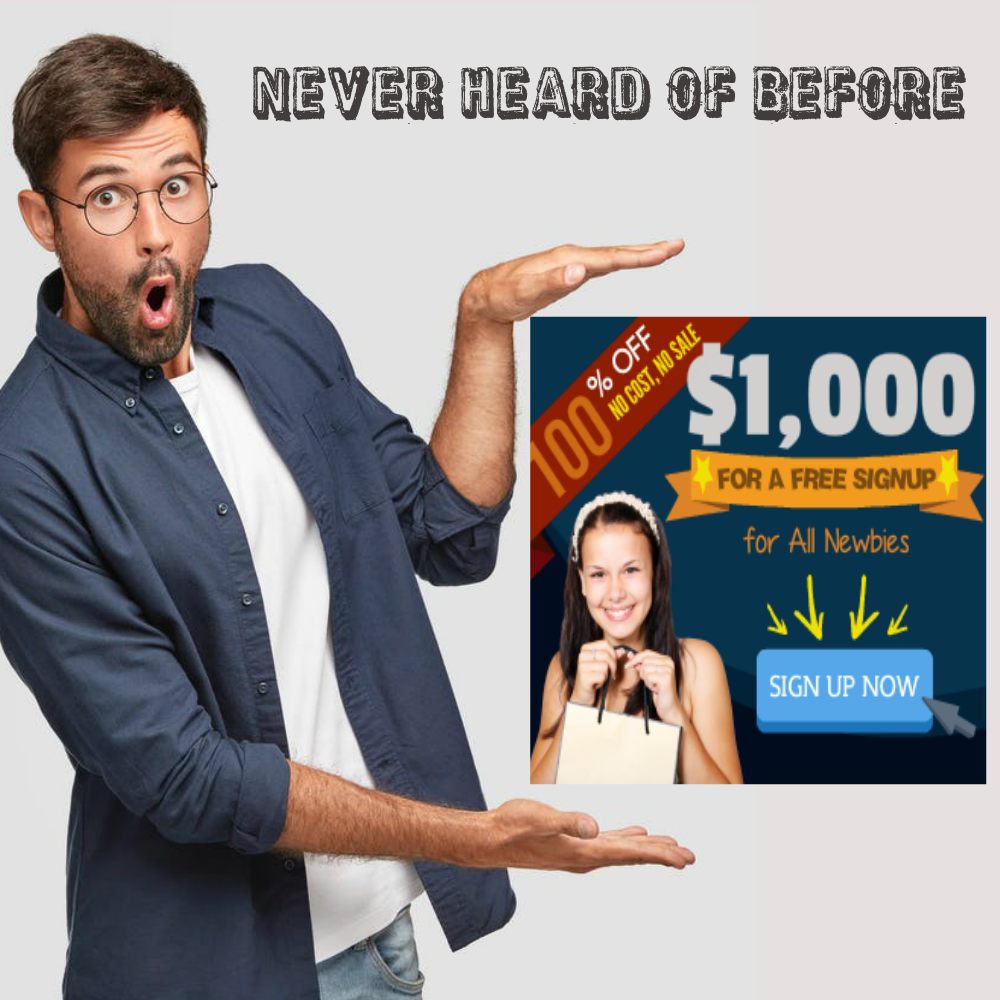 NEVER HEARD OF BEFORE
100 % OFF
NO COST, NO SALE
$1,000
FOR A FREE SIGNUP
for All Newbies
SIGN UP NOW